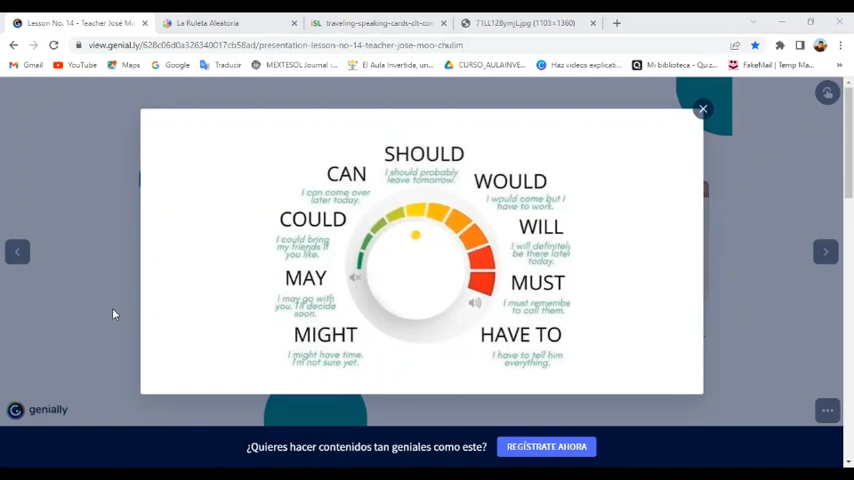 Lesson No. 14 - Teacher José Mo
La Ruleta Aleatoria
traveling-speaking-cards-clt-co
71LL12BymjL.jpg (1103×1360)
view.genial.ly/628c06d0a326340017cb58ad/presentation-lesson-no-14-teacher-jose-moo-chulim
Gmail
YouTube
Maps
Google
Traducir
MEXTESOL Journal :...
El Aula Invertida, un...
CURSO_AULAINVE...
Haz videos explicati...
Mi biblioteca - Quiz...
FakeMail | Temp Ma...
SHOULD
I should probably
leave tomorrow.
CAN
I can come over
later today.
WOULD
I would come but I
have to work.
COULD
I could bring
my friends if
you like.
WILL
I will definitely
be there later
today.
MAY
I may go with
you. I'll decide
soon.
MUST
I must remembe
to call them.
MIGHT
I might have time.
I'm not sure yet.
HAVE TO
I have to tell him
everything.
genially
¿Quieres hacer contenidos tan geniales como este?
REGÍSTRATE AHORA